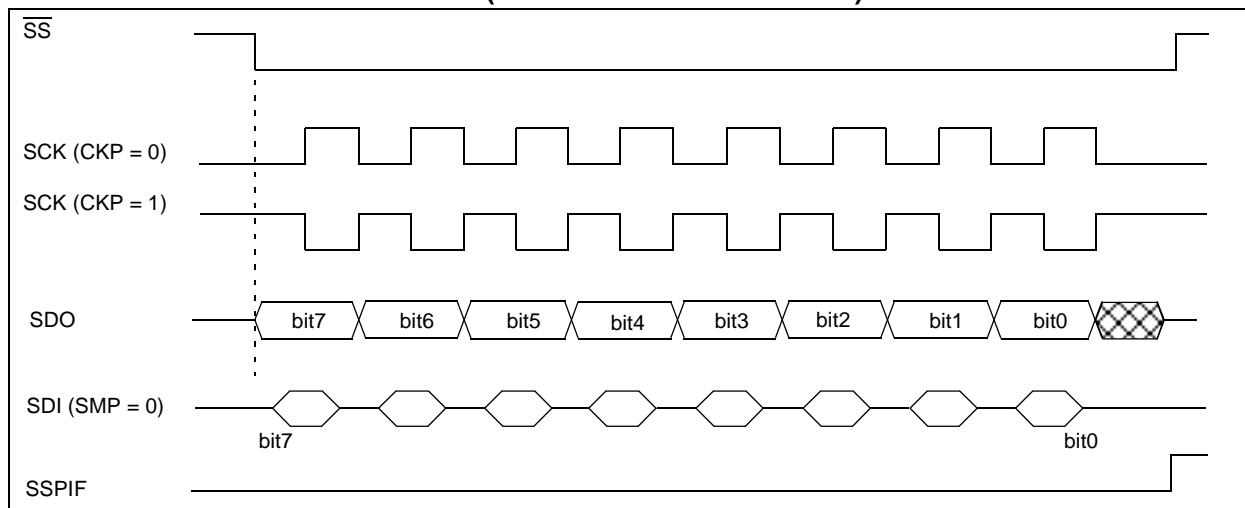 SS
SCK (CKP = 0)
SCK (CKP = 1)
SDO
bit7 bit6 bit5 bit4 bit3 bit2 bit1 bit0
SDI (SMP = 0)
bit7 bit0
SSPIF